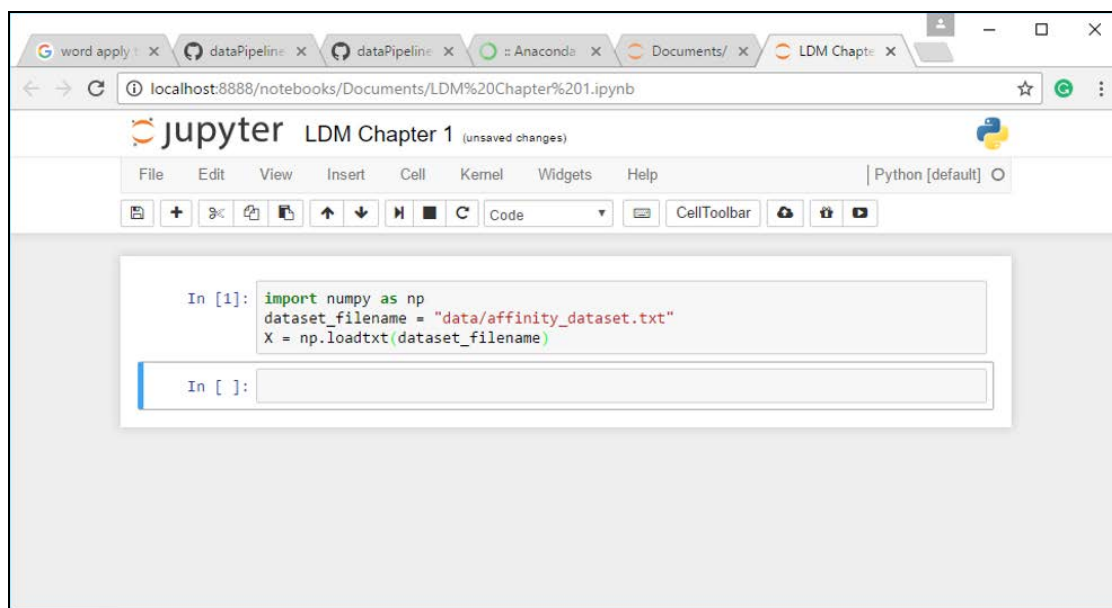 word apply t
dataPipeline
dataPipeline
:: Anaconda
Documents/
LDM Chapte
localhost:8888/notebooks/Documents/LDM%20Chapter%201.ipynb
jupyter LDM Chapter 1 (unsaved changes)
File Edit View Insert Cell Kernel Widgets Help Python [default]
Code CellToolbar
In [1]: import numpy as np
dataset_filename = "data/affinity_dataset.txt"
X = np.loadtxt(dataset_filename)
In [ ]: